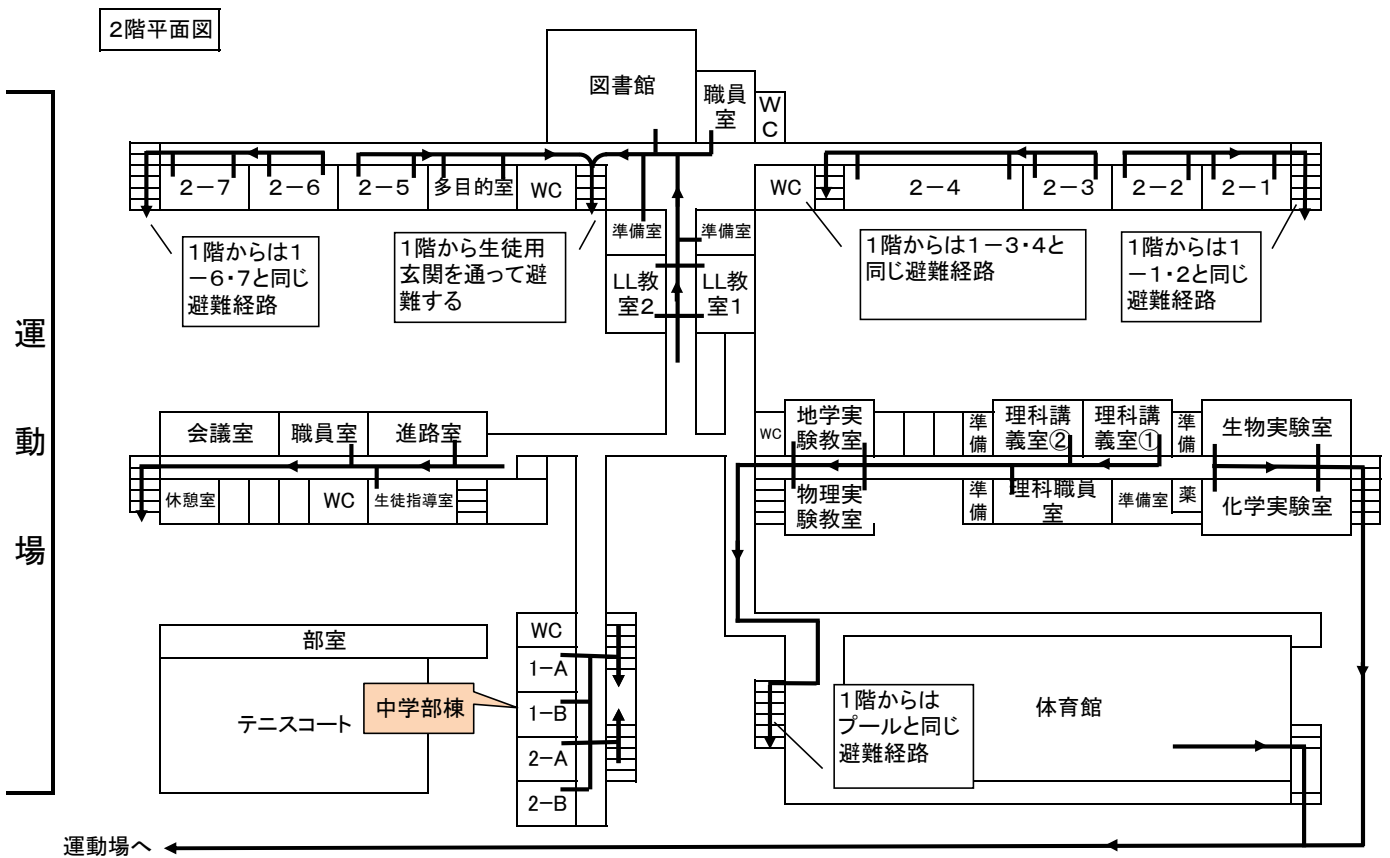 2階平面図
図書館
職員
室
W
C
2-7
2-6
2-5
多目的室
WC
WC
2-4
2-3
2-2
2-1
準備室
準備室
LL教
室2
LL教
室1
1階からは1
-6・7と同じ
避難経路
1階から生徒用
玄関を通って避
難する
1階からは1-3・4と
同じ避難経路
1階からは1
-1・2と同じ
避難経路
運
動
場
会議室
職員室
進路室
休憩室
WC
生徒指導室
WC
地学実
験教室
準
備
理科講
義室②
理科講
義室①
準
備
生物実験室
物理実
験教室
準
備
理科職員
室
準備室
薬
化学実験室
部室
テニスコート
中学部棟
WC
1-A
1-B
2-A
2-B
1階からは
プールと同じ
避難経路
体育館
運動場へ